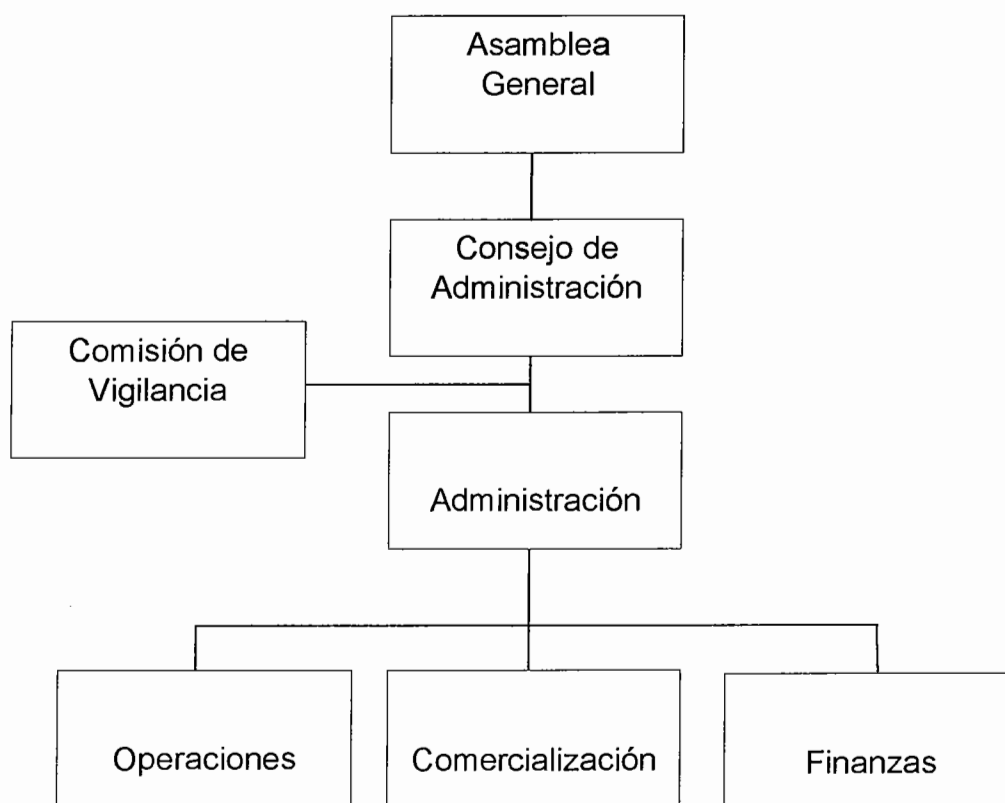 Asamblea
General
Consejo de
Administración
Comisión de
Vigilancia
Administración
Operaciones
Comercialización
Finanzas